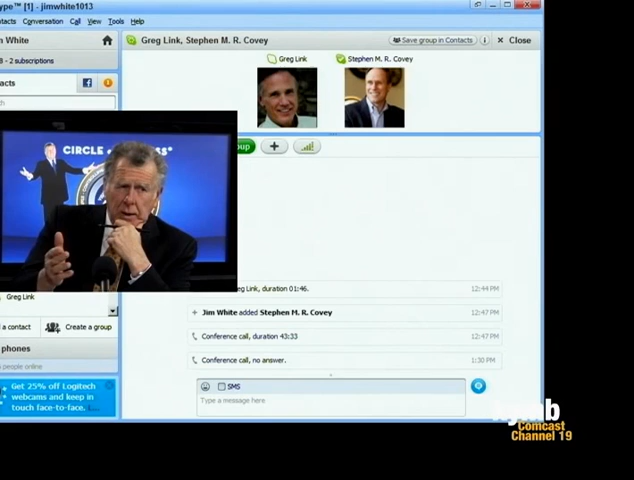 ype™ [1] - jimwhite1013
tacts Conversation Call View Tools Help
m White
8 - 2 subscriptions
Greg Link, Stephen M. R. Covey
Save group in Contacts
Close
acts
Greg Link
Stephen M. R. Covey
CIRCLE
oup
g Link, duration 01:46.
12:44 PM
Jim White added Stephen M. R. Covey
12:47 PM
Conference call, duration 43:33
12:47 PM
Conference call, no answer.
1:30 PM
Greg Link
a contact
Create a group
phones
people online
Get 25% off Logitech
webcams and keep in
touch face-to-face.
SMS
Type a message here
Comcast
Channel 19